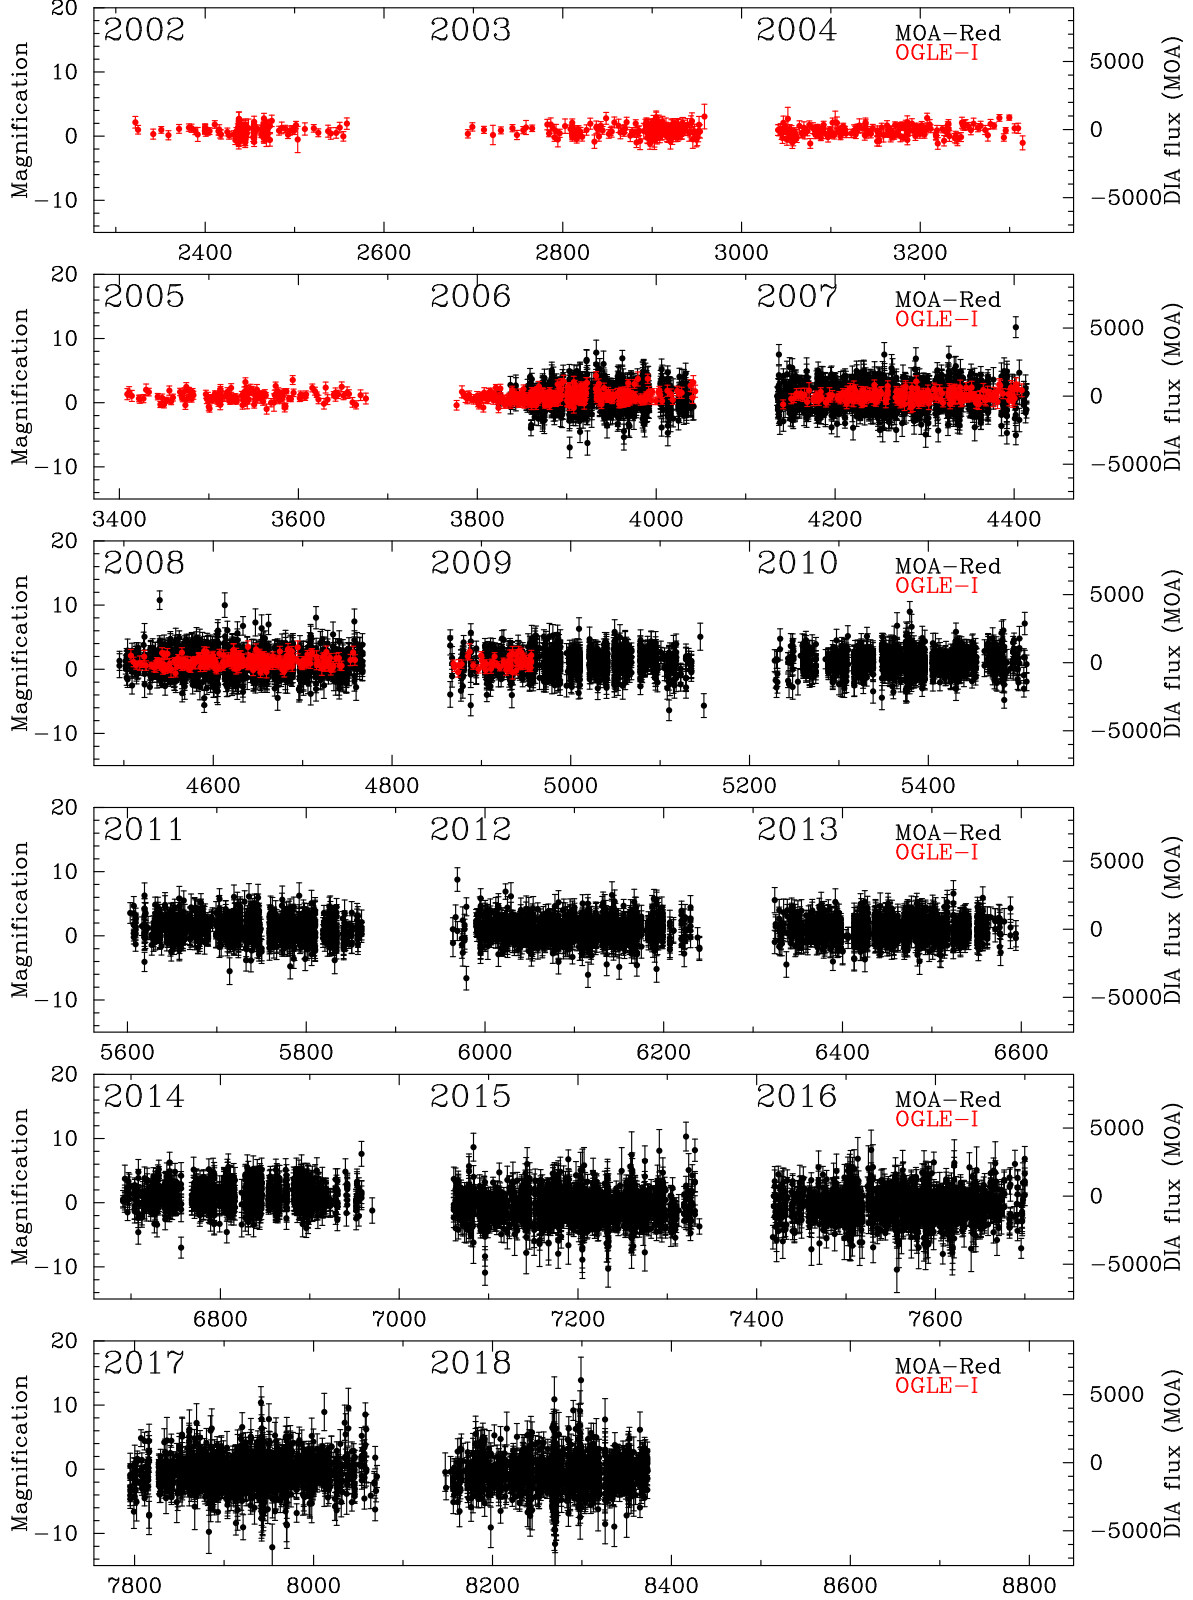 2002 2003 2004 MOA-Red
OGLE-I
20
10
0
-10
Magnification
5000
0
-5000
DIA flux (MOA)
2400 2600 2800 3000 3200
2005 2006 2007 MOA-Red
OGLE-I
20
10
0
-10
Magnification
5000
0
-5000
DIA flux (MOA)
3400 3600 3800 4000 4200 4400
2008 2009 2010 MOA-Red
OGLE-I
20
10
0
-10
Magnification
5000
0
-5000
DIA flux (MOA)
4600 4800 5000 5200 5400
2011 2012 2013 MOA-Red
OGLE-I
20
10
0
-10
Magnification
5000
0
-5000
DIA flux (MOA)
5600 5800 6000 6200 6400 6600
2014 2015 2016 MOA-Red
OGLE-I
20
10
0
-10
Magnification
5000
0
-5000
DIA flux (MOA)
6800 7000 7200 7400 7600
2017 2018 MOA-Red
OGLE-I
20
10
0
-10
Magnification
5000
0
-5000
DIA flux (MOA)
7800 8000 8200 8400 8600 8800